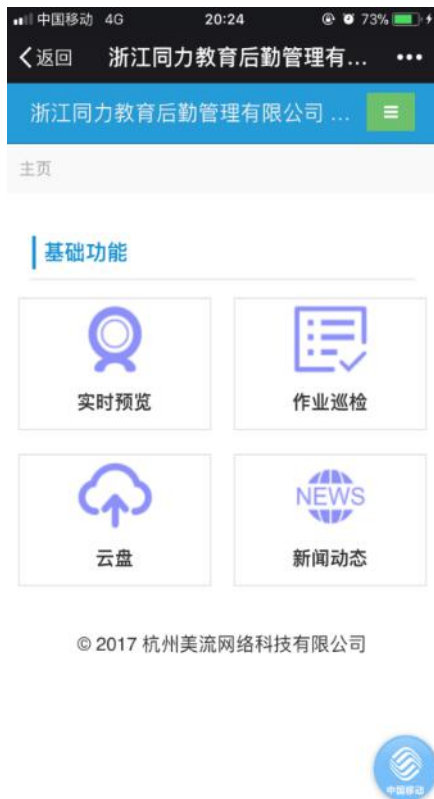 中国移动 4G 20:24 73%
返回 浙江同力教育后勤管理有...
浙江同力教育后勤管理有限公司 ...
主页
基础功能
实时预览 作业巡检
NEWS
云盘 新闻动态
© 2017 杭州美流网络科技有限公司
中国移动